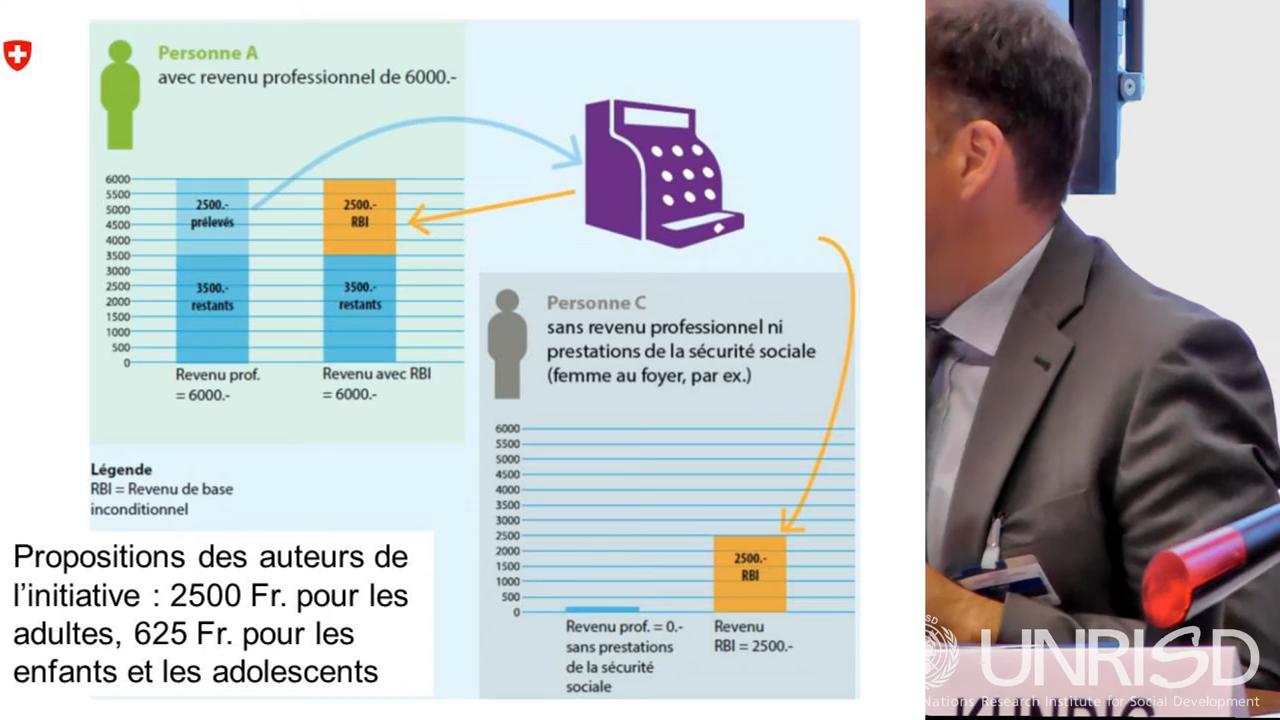 Personne A
avec revenu professionnel de 6000.-
6000
5500
5000
4500
4000
3500
3000
2500
2000
1500
1000
500
0
2500.-
prélevés
3500.-
restants
2500.-
RBI
3500.-
restants
Revenu prof.
= 6000.-
Revenu avec RBI
= 6000.-
Légende
RBI = Revenu de base
inconditionnel
Personne C
sans revenu professionnel ni
prestations de la sécurité sociale
(femme au foyer, par ex.)
6000
5500
5000
4500
4000
3500
3000
2500
2000
1500
1000
500
0
2500.-
RBI
Revenu prof. = 0.-
sans prestations
de la sécurité
sociale
Revenu
RBI = 2500.-
Propositions des auteurs de
l’initiative : 2500 Fr. pour les
adultes, 625 Fr. pour les
enfants et les adolescents
UNRISD
Nations Research Institute for Social Development